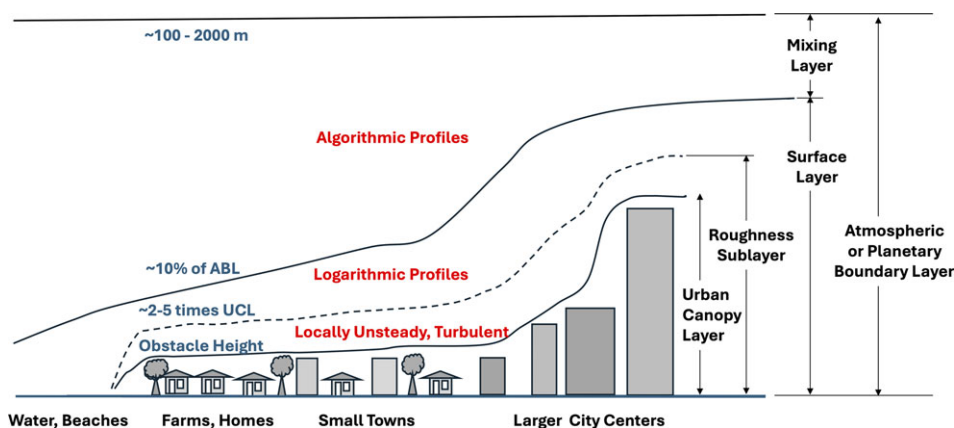 ~100 - 2000 m
Mixing
Layer
Algorithmic Profiles
Surface
Layer
Roughness
Sublayer
Atmospheric
or Planetary
Boundary Layer
~10% of ABL
Logarithmic Profiles
~2-5 times UCL
Urban
Canopy
Layer
Locally Unsteady, Turbulent
Obstacle Height
Water, Beaches
Farms, Homes
Small Towns
Larger City Centers